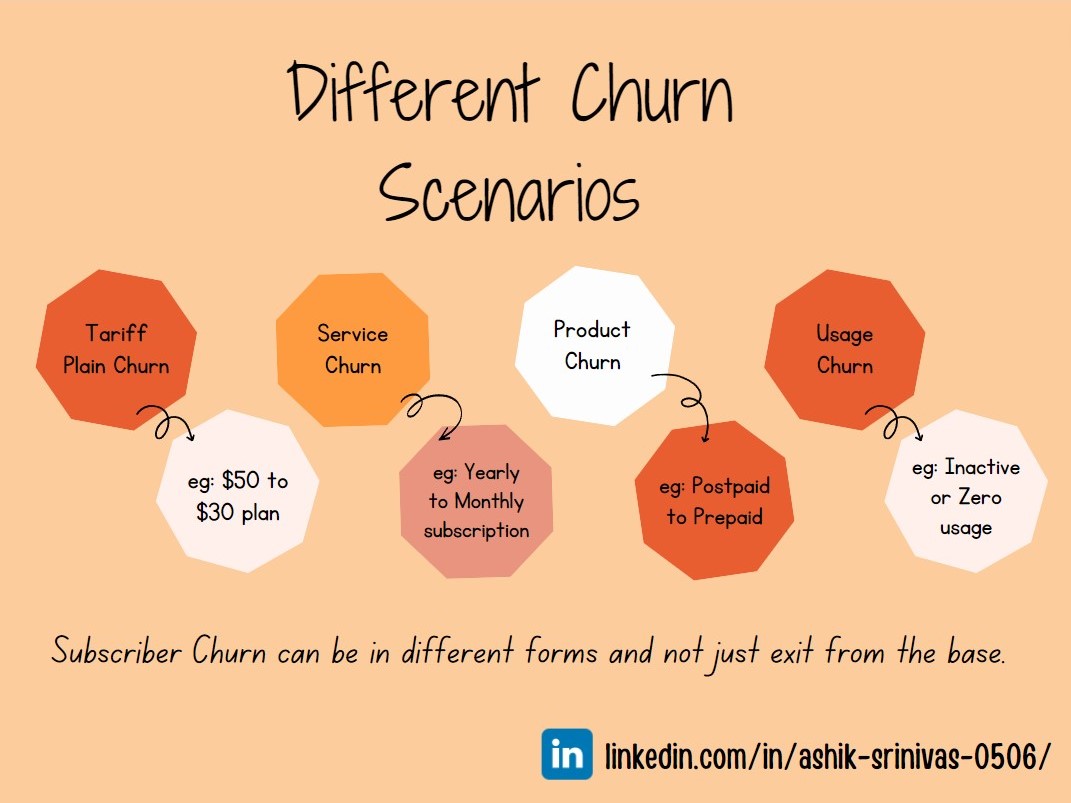 Different Churn
Scenarios
Tariff
Plain Churn
eg: $50 to
$30 plan
Service
Churn
eg: Yearly
to Monthly
subscription
Product
Churn
eg: Postpaid
to Prepaid
Usage
Churn
eg: Inactive
or Zero
usage
Subscriber Churn can be in different forms and not just exit from the base.
in linkedin.com/in/ashik-srinivas-0506/